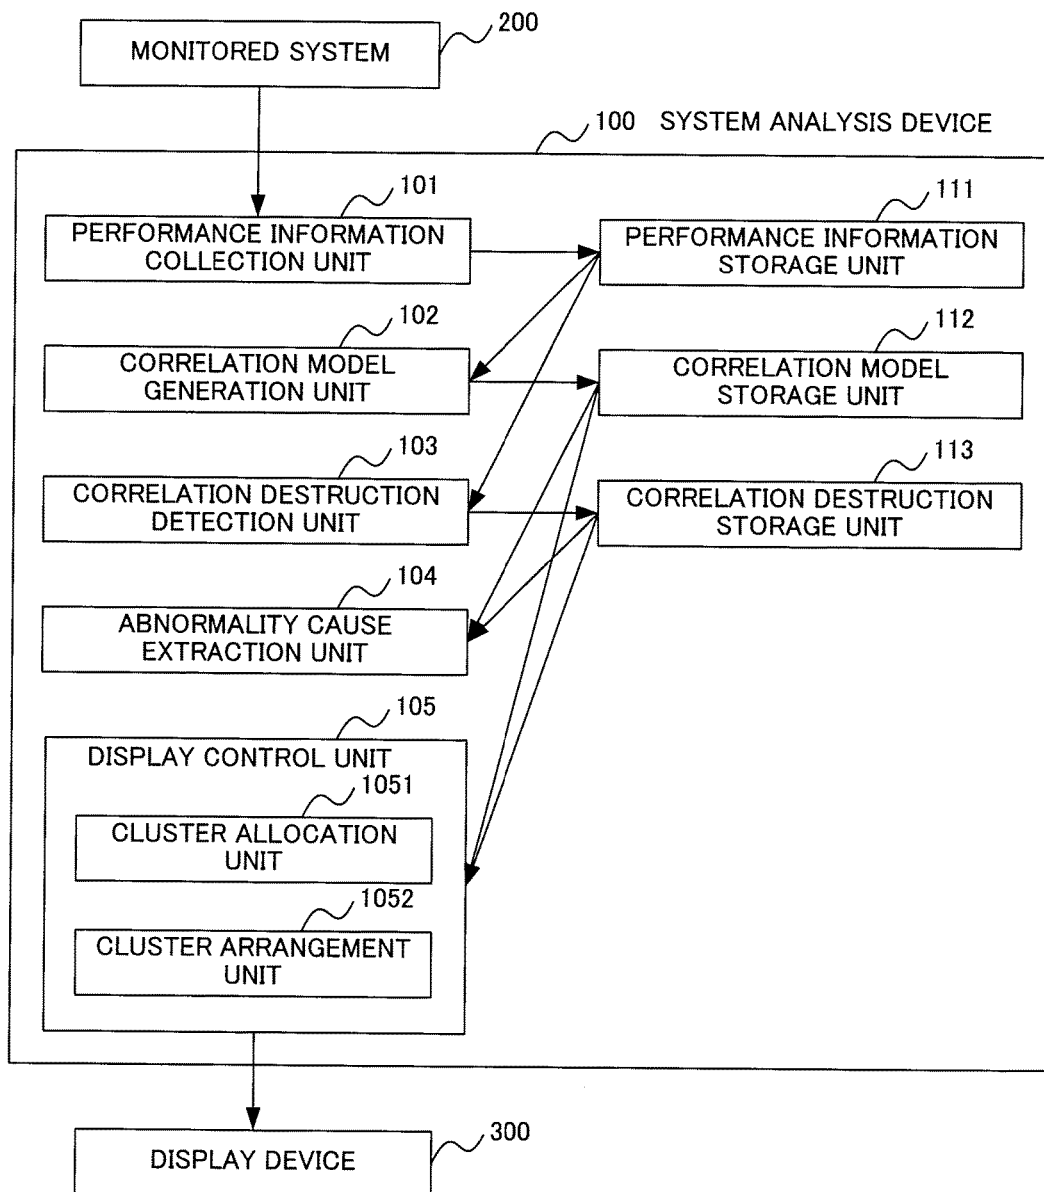 200
MONITORED SYSTEM
100 SYSTEM ANALYSIS DEVICE
101
PERFORMANCE INFORMATION
COLLECTION UNIT
111
PERFORMANCE INFORMATION
STORAGE UNIT
102
CORRELATION MODEL
GENERATION UNIT
112
CORRELATION MODEL
STORAGE UNIT
103
CORRELATION DESTRUCTION
DETECTION UNIT
113
CORRELATION DESTRUCTION
STORAGE UNIT
104
ABNORMALITY CAUSE
EXTRACTION UNIT
105
DISPLAY CONTROL UNIT
1051
CLUSTER ALLOCATION
UNIT
1052
CLUSTER ARRANGEMENT
UNIT
300
DISPLAY DEVICE